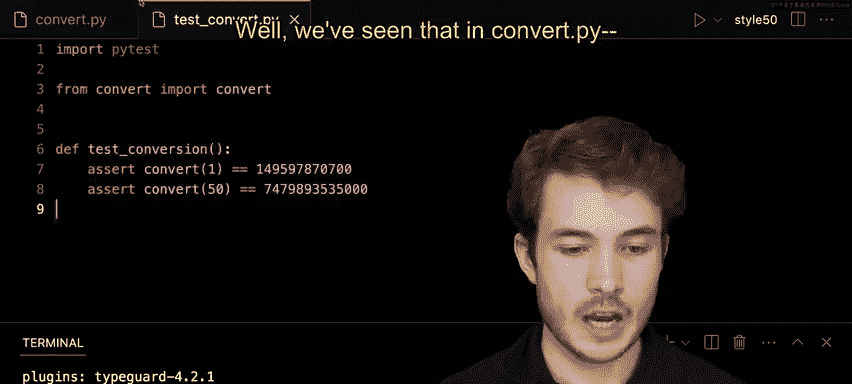 convert.py
test_convert.py
style50
Well, we've seen that in convert.py--
1 import pytest
2
3 from convert import convert
4
5
6 def test_conversion():
7 assert convert(1) == 149597870700
8 assert convert(50) == 7479893535000
9
TERMINAL
plugins: typeguard-4.2.1